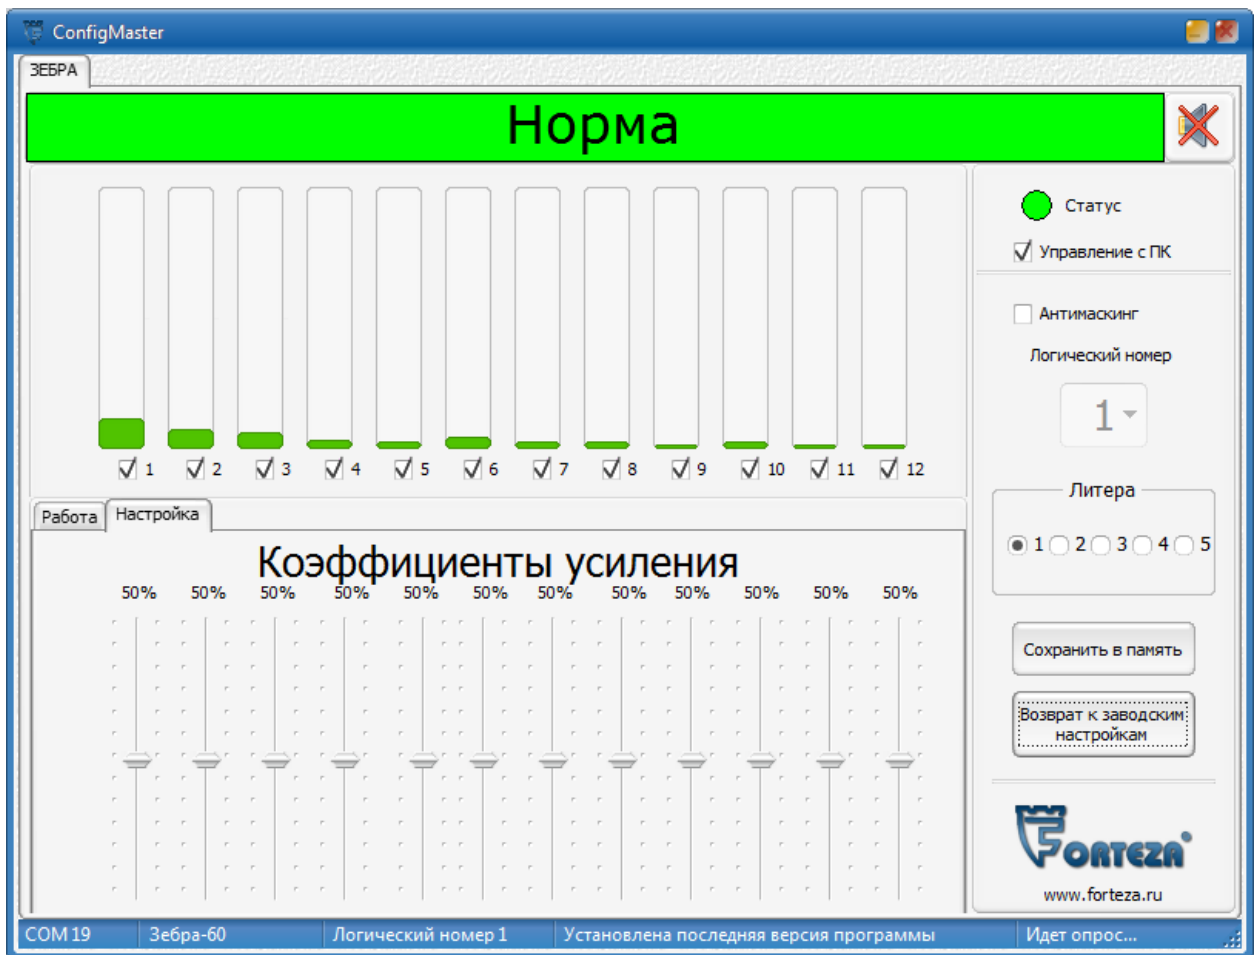 ConfigMaster
ЗЕБРА
Норма
Статус
Управление с ПК
Антимаскинг
Логический номер
1
1 2 3 4 5 6 7 8 9 10 11 12
Литера
1 2 3 4 5
Работа Настройка
Коэффициенты усиления
50% 50% 50% 50% 50% 50% 50% 50% 50% 50% 50% 50%
Сохранить в память
Возврат к заводским
настройкам
FORTEZA
www.forteza.ru
COM 19 Зебра-60 Логический номер 1 Установлена последняя версия программы Идет опрос...